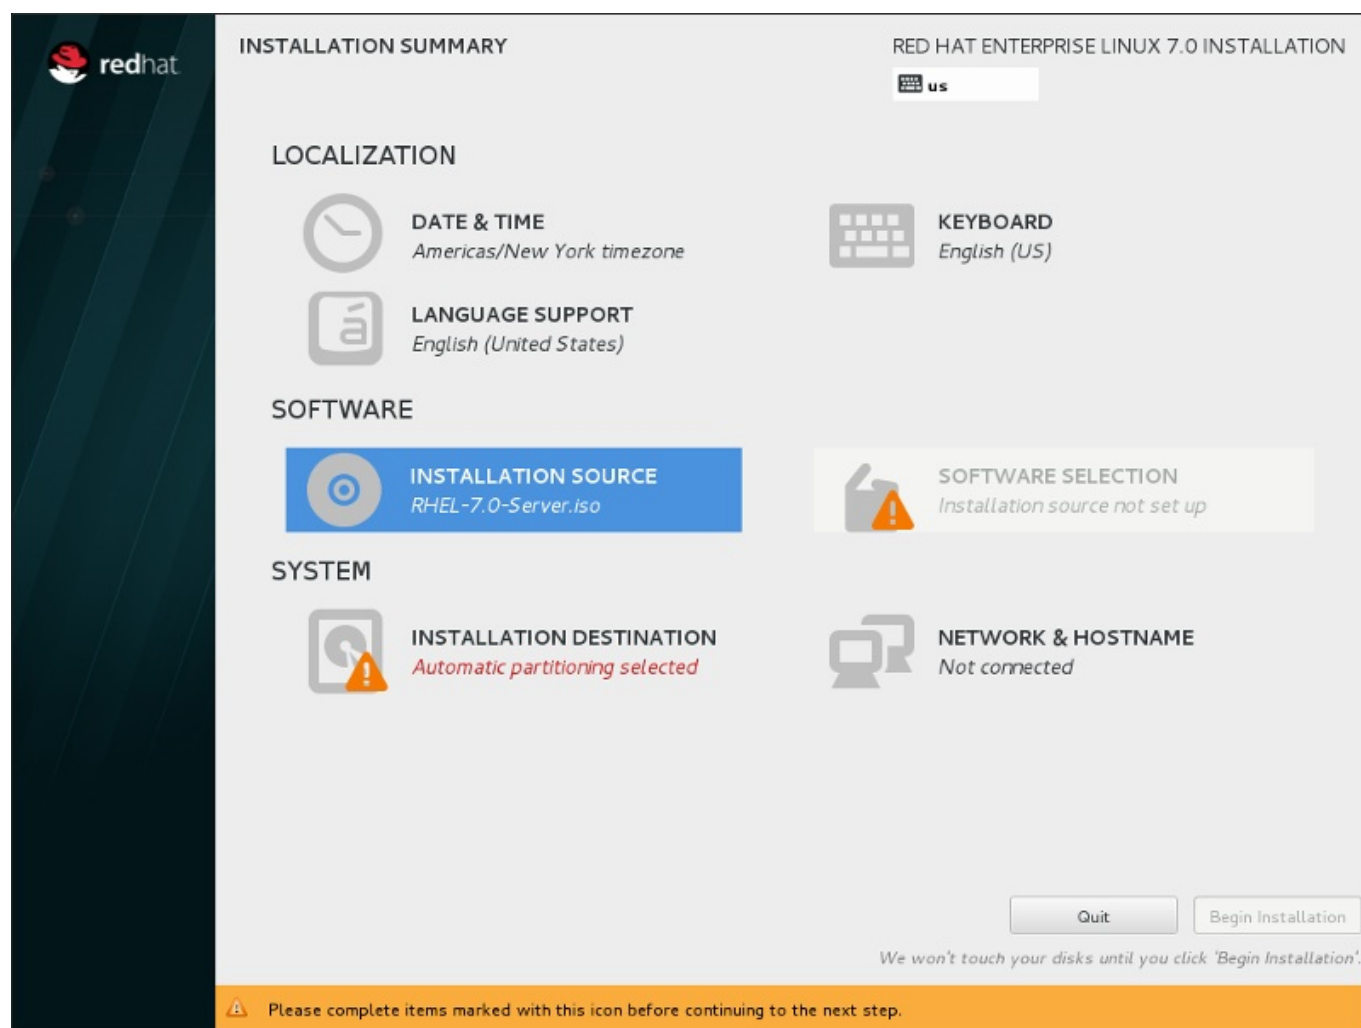 redhat
INSTALLATION SUMMARY
RED HAT ENTERPRISE LINUX 7.0 INSTALLATION
us
LOCALIZATION
DATE & TIME
Americas/New York timezone
KEYBOARD
English (US)
á
LANGUAGE SUPPORT
English (United States)
SOFTWARE
INSTALLATION SOURCE
RHEL-7.0-Server.iso
SOFTWARE SELECTION
Installation source not set up
SYSTEM
INSTALLATION DESTINATION
Automatic partitioning selected
NETWORK & HOSTNAME
Not connected
Quit
Begin Installation
We won't touch your disks until you click 'Begin Installation'.
Please complete items marked with this icon before continuing to the next step.